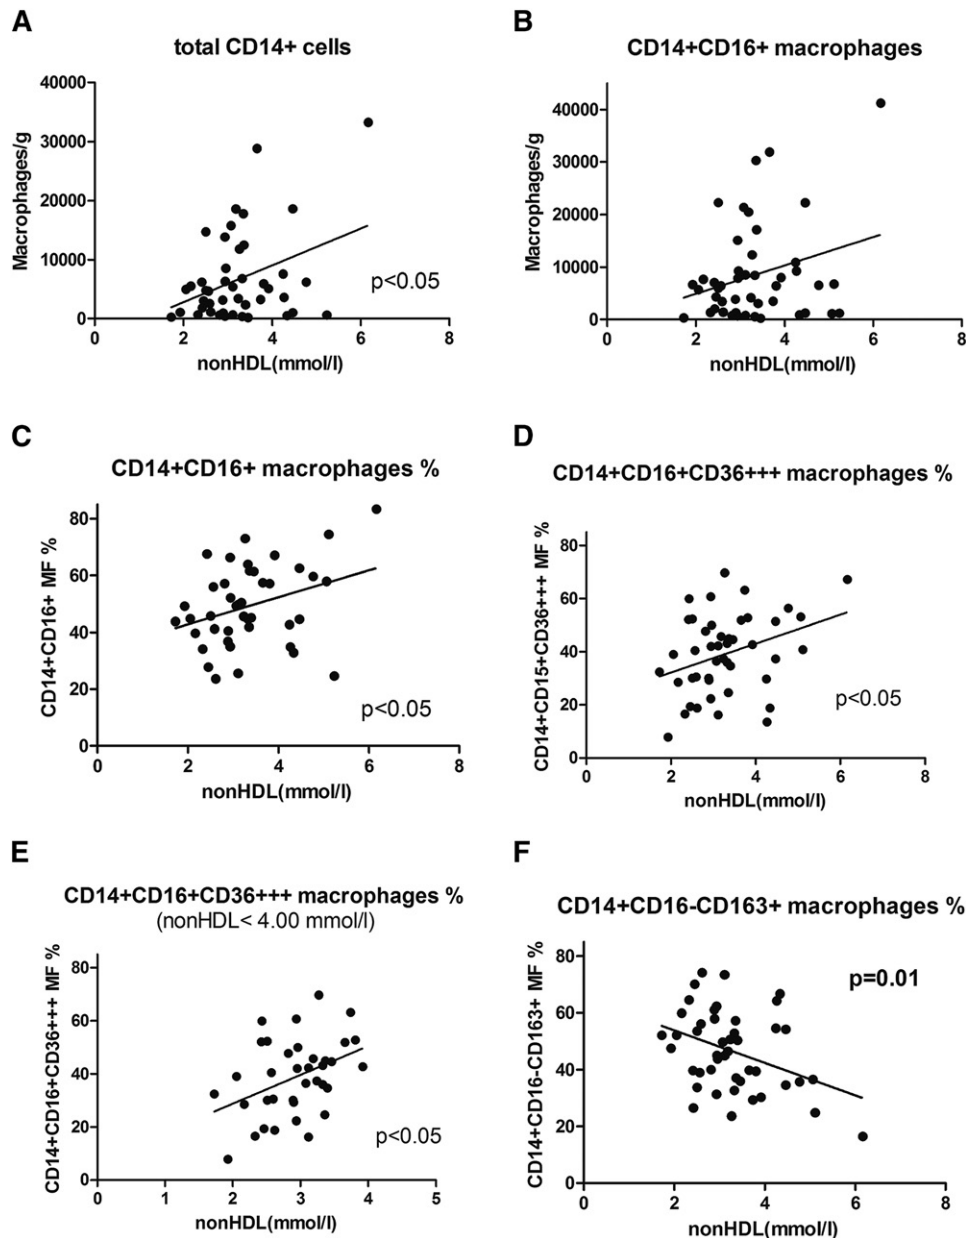 A
total CD14+ cells
Macrophages/g
40000
30000
20000
10000
0
p<0.05
0 2 4 6 8
nonHDL(mmol/l)
B
CD14+CD16+ macrophages
Macrophages/g
40000
30000
20000
10000
0
0 2 4 6 8
nonHDL(mmol/l)
C
CD14+CD16+ macrophages %
CD14+CD16+ MF %
80
60
40
20
0
p<0.05
0 2 4 6 8
nonHDL(mmol/l)
D
CD14+CD16+CD36+++ macrophages %
CD14+CD15+CD36+++ MF %
80
60
40
20
0
p<0.05
0 2 4 6 8
nonHDL(mmol/l)
E
CD14+CD16+CD36+++ macrophages %
(nonHDL< 4.00 mmol/l)
CD14+CD16+CD36+++ MF %
80
60
40
20
0
p<0.05
0 1 2 3 4 5
nonHDL(mmol/l)
F
CD14+CD16-CD163+ macrophages %
CD14+CD16-CD163+ MF %
80
60
40
20
0
p=0.01
0 2 4 6 8
nonHDL(mmol/l)